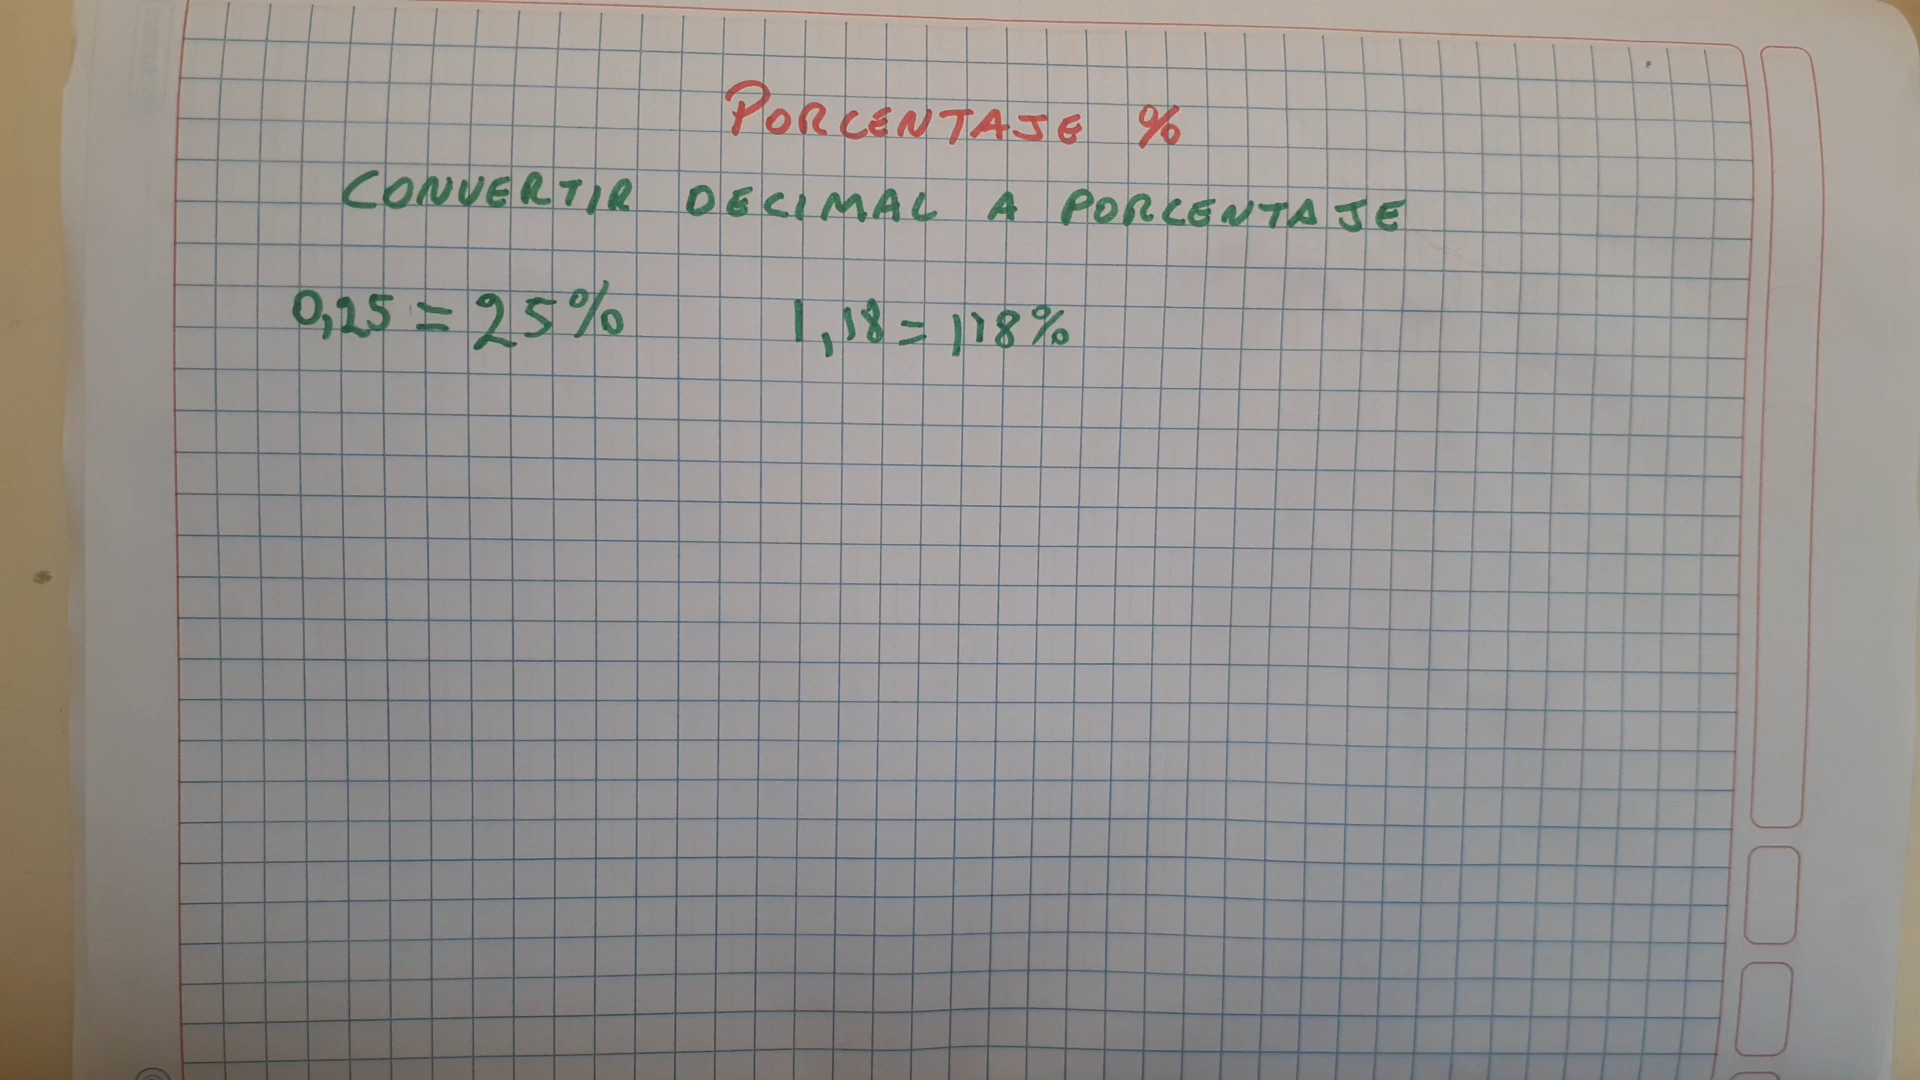 PORCENTAJE %
CONVERTIR DECIMAL A PORCENTAJE
0,25 = 25% 1,18 = 118%